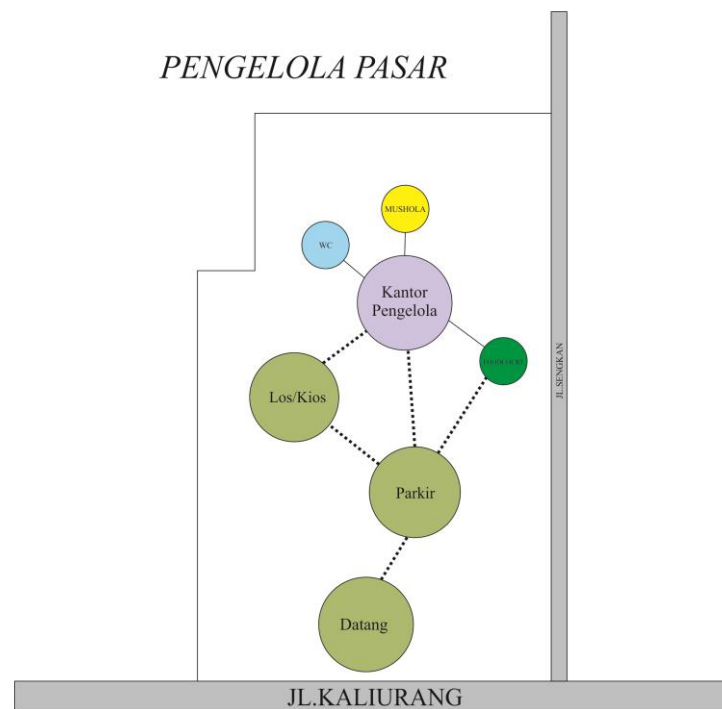 PENGELOLA PASAR
MUSHOLA
WC
Kantor
Pengelola
Los/Kios
JL.SENGKAN
Parkir
Datang
JL.KALIURANG